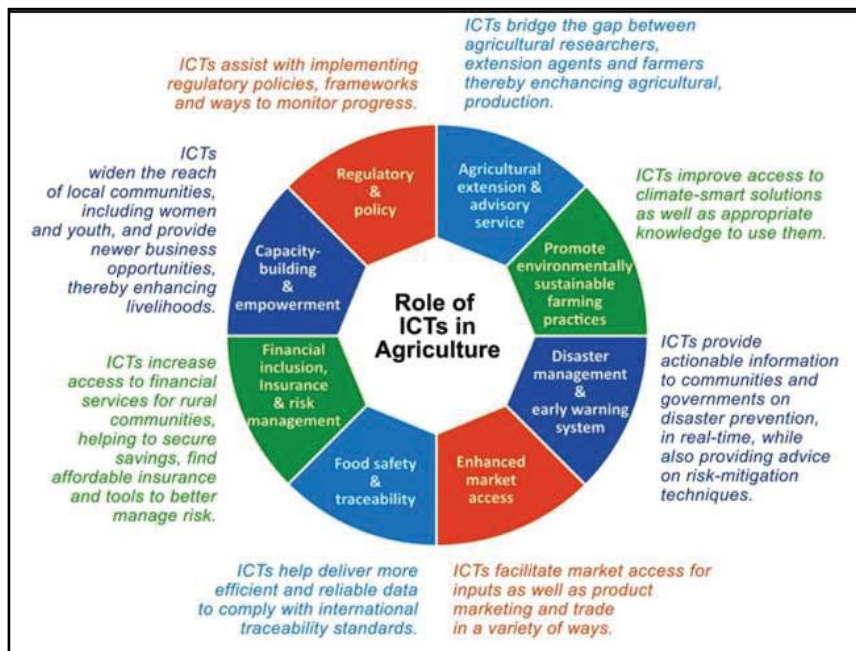 ICTs assist with implementing
regulatory policies, frameworks
and ways to monitor progress.
ICTs bridge the gap between
agricultural researchers,
extension agents and farmers
thereby enchancing agricultural,
production.
ICTs
widen the reach
of local communities,
including women
and youth, and provide
newer business
opportunities,
thereby enhancing
livelihoods.
Regulatory
&
policy
Agricultural
extension &
advisory
service
ICTs improve access to
climate-smart solutions
as well as appropriate
knowledge to use them.
Capacity-
building
&
empowerment
Promote
environmentally
sustainable
farming
practices
Role of
ICTs in
Agriculture
ICTs increase
access to financial
services for rural
communities,
helping to secure
savings, find
affordable insurance
and tools to better
manage risk.
Financial
inclusion,
Insurance
& risk
management
Disaster
management
&
early warning
system
ICTs provide
actionable information
to communities and
governments on
disaster prevention,
in real-time, while
also providing advice
on risk-mitigation
techniques.
Food safety
&
traceability
Enhanced
market
access
ICTs help deliver more
efficient and reliable data
to comply with international
traceability standards.
ICTs facilitate market access for
inputs as well as product
marketing and trade
in a variety of ways.